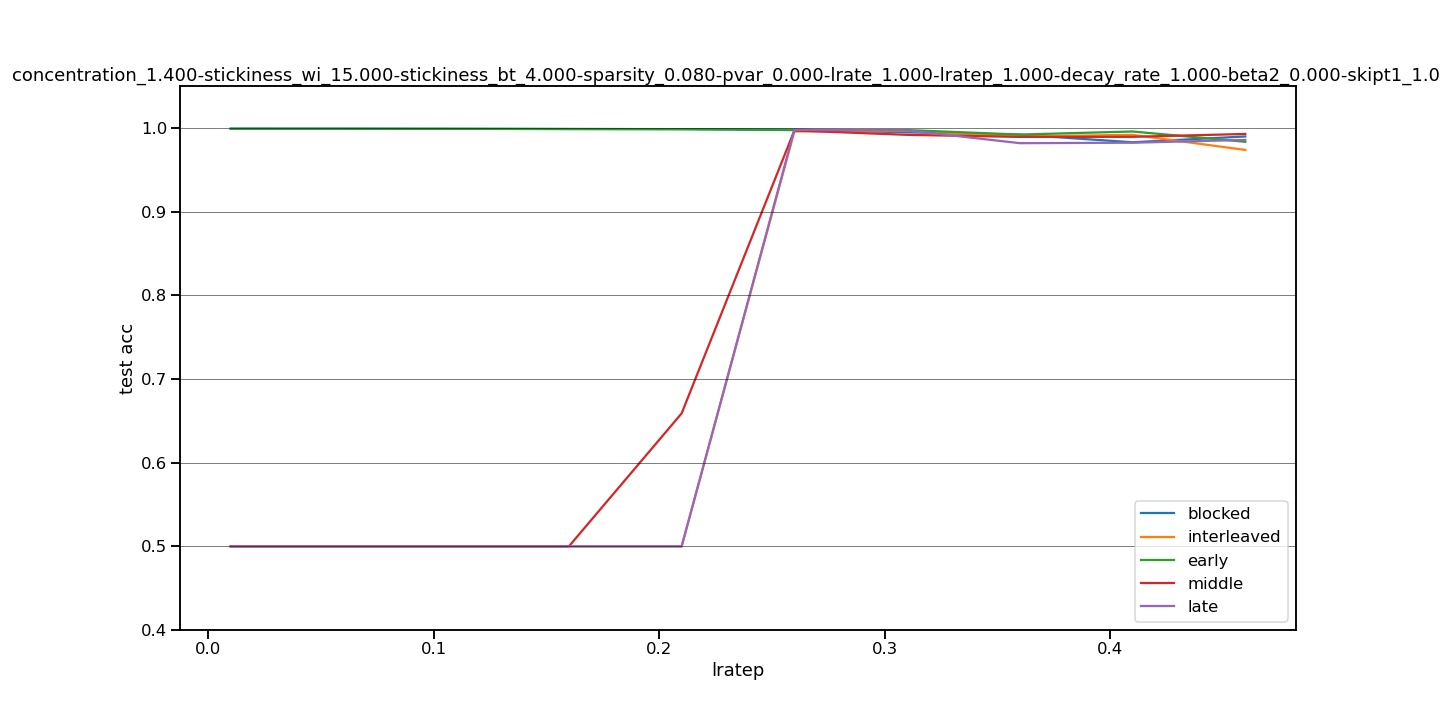 concentration_1.400-stickiness_wi_15.000-stickiness_bt_4.000-sparsity_0.080-pvar_0.000-lrate_1.000-lratep_1.000-decay_rate_1.000-beta2_0.000-skipt1_1.0
1.0
0.9
0.8
0.7
0.6
0.5
0.4
test acc
0.0
0.1
0.2
0.3
0.4
lratep
blocked
interleaved
early
middle
late